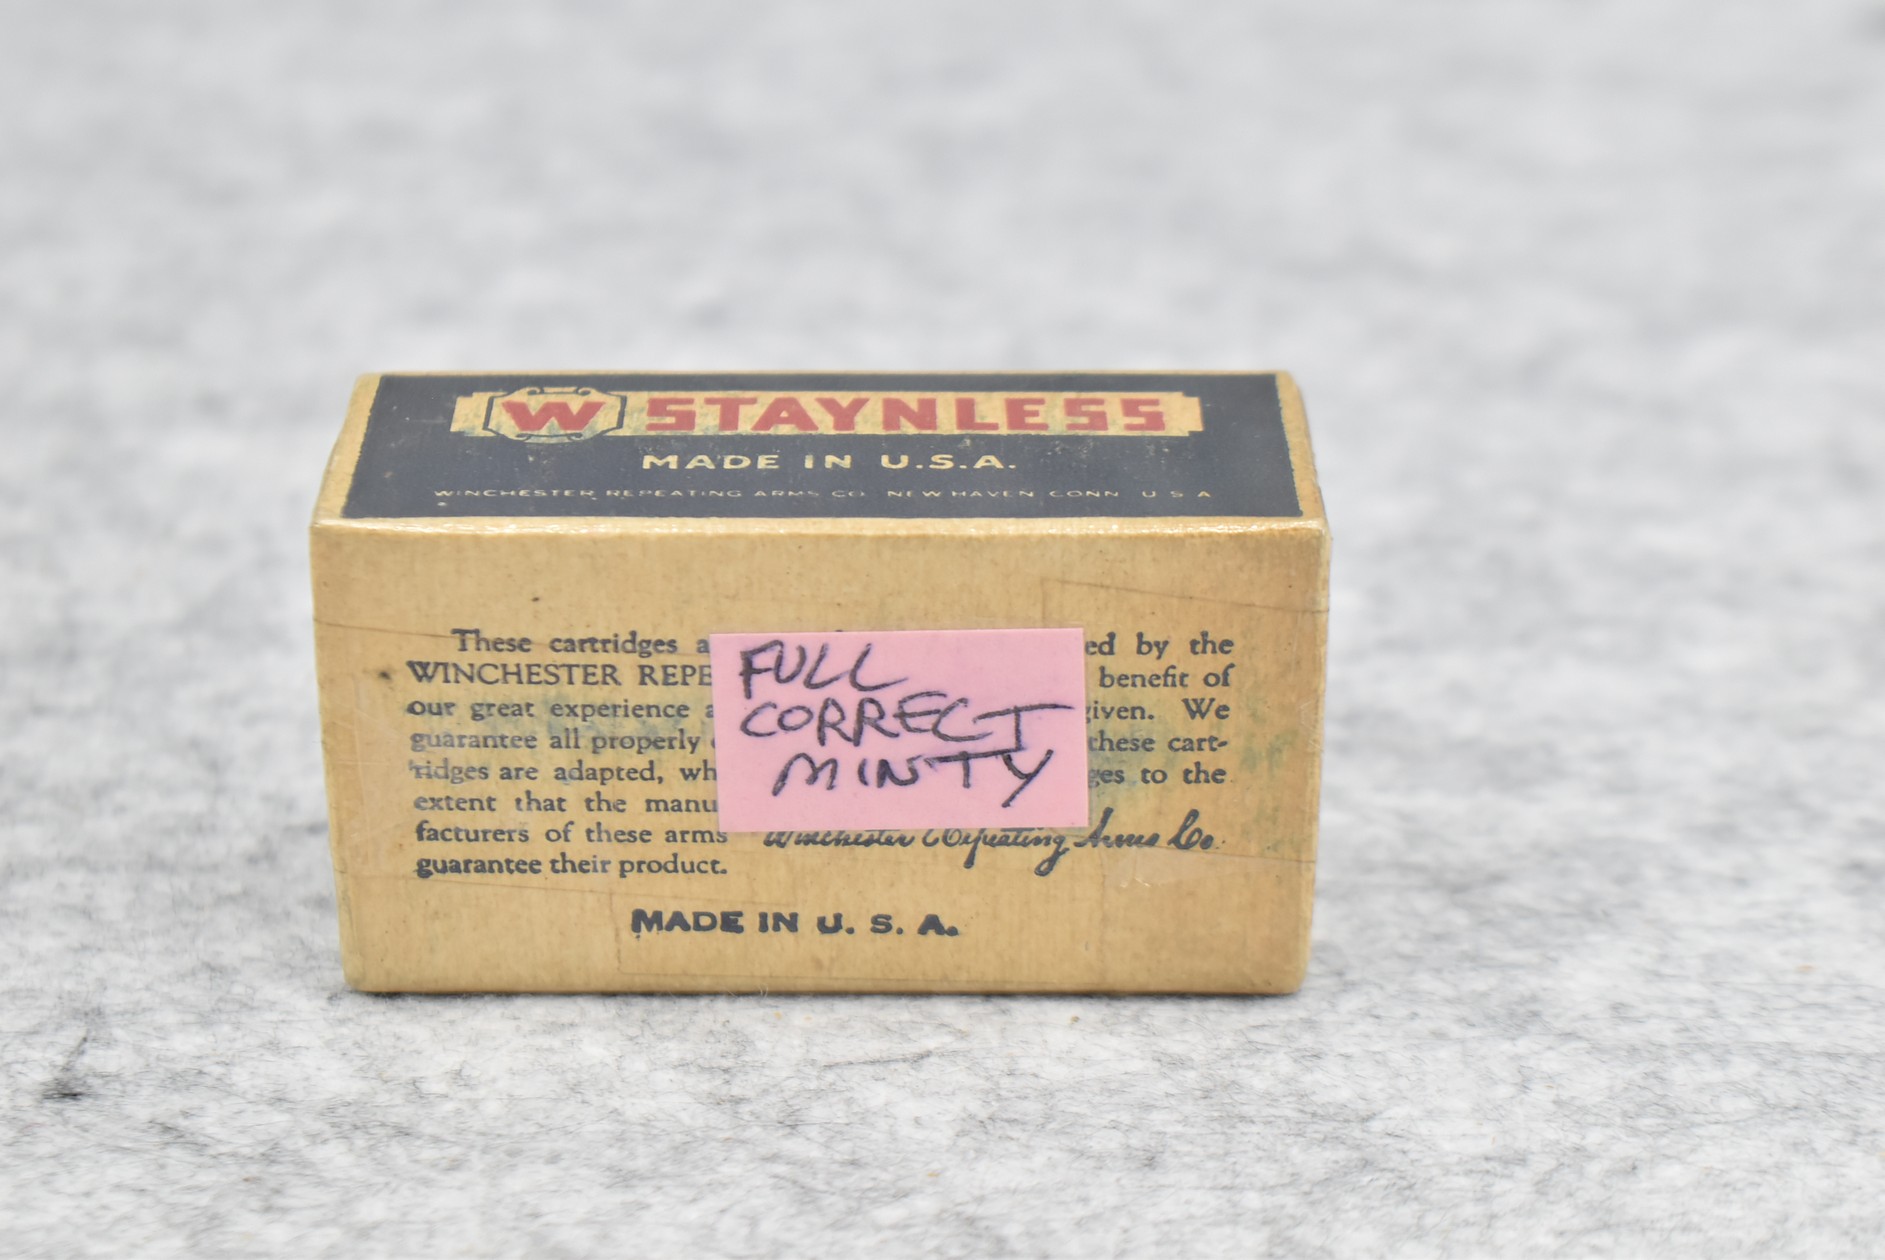 W STAYNLESS
MADE IN U.S.A.
WINCHESTER REPEATING ARMS CO. NEW HAVEN CONN U S A
These cartridges a ed by the
WINCHESTER REPE benefit of
our great experience a given. We
guarantee all properly these cart-
ridges are adapted, wh ges to the
extent that the manu
facturers of these arms Winchester Repeating Arms Co.
guarantee their product.
MADE IN U. S. A.
FULL
CORRECT
MINTY